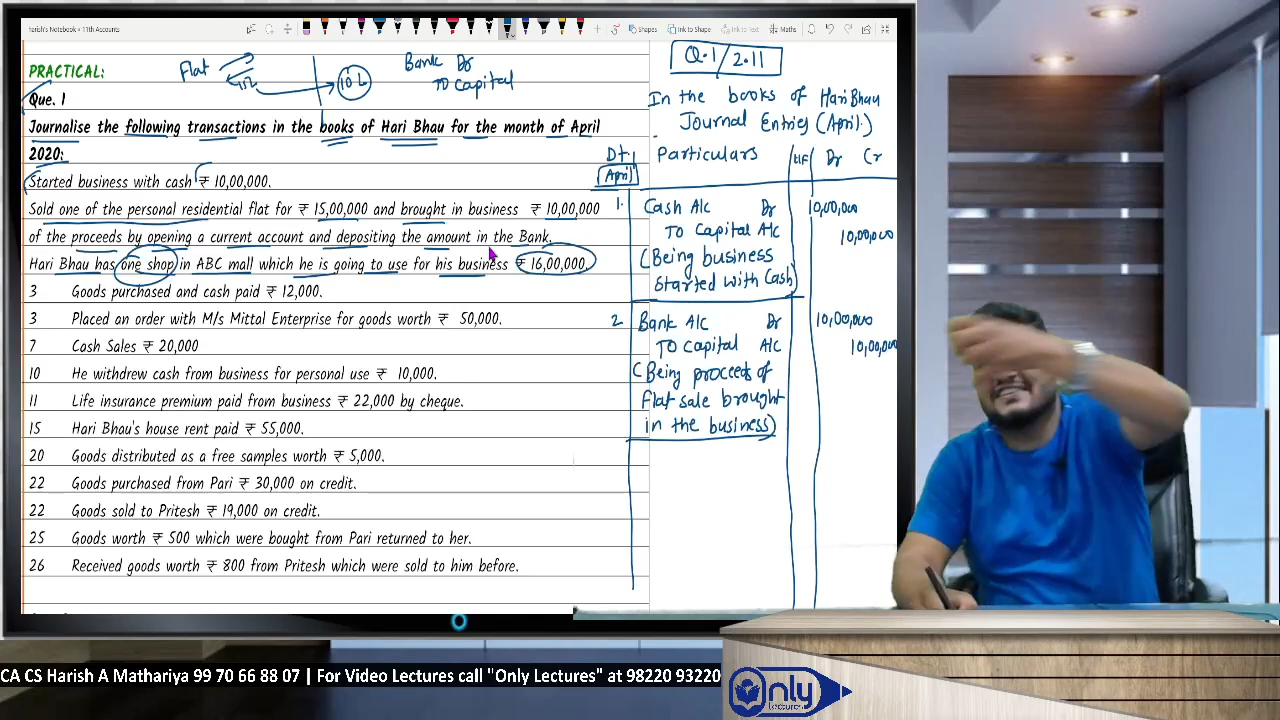 harish's Notebook • 11th Accounts
Shapes Ink to Shape Ink to Text Maths
PRACTICAL:
Flat
10L
Bank Dr
TO Capital
Que. 1
Journalise the following transactions in the books of Hari Bhau for the month of April
2020:
Started business with cash ₹ 10,00,000.
Sold one of the personal residential flat for ₹ 15,00,000 and brought in business ₹ 10,00,000
of the proceeds by opening a current account and depositing the amount in the Bank.
Hari Bhau has one shop in ABC mall which he is going to use for his business ₹ 16,00,000.
3 Goods purchased and cash paid ₹ 12,000.
3 Placed an order with M/s Mittal Enterprise for goods worth ₹ 50,000.
7 Cash Sales ₹ 20,000
10 He withdrew cash from business for personal use ₹ 10,000.
11 Life insurance premium paid from business ₹ 22,000 by cheque.
15 Hari Bhau's house rent paid ₹ 55,000.
20 Goods distributed as a free samples worth ₹ 5,000.
22 Goods purchased from Pari ₹ 30,000 on credit.
22 Goods sold to Pritesh ₹ 19,000 on credit.
25 Goods worth ₹ 500 which were bought from Pari returned to her.
26 Received goods worth ₹ 800 from Pritesh which were sold to him before.
Q.1/2.11
In the books of Hari Bhau
Journal Entries (April.)
Dt. Particulars LF Dr Cr
April
1. Cash A/c Dr 10,00,000
TO Capital A/c 10,00,000
(Being business
started with Cash)
2. Bank A/C Dr 10,00,000
TO Capital A/C 10,00,000
(Being proceeds of
flat sale brought
in the business)
CA CS Harish A Mathariya 99 70 66 88 07 | For Video Lectures call "Only Lectures" at 98220 93220
Only
Lectures